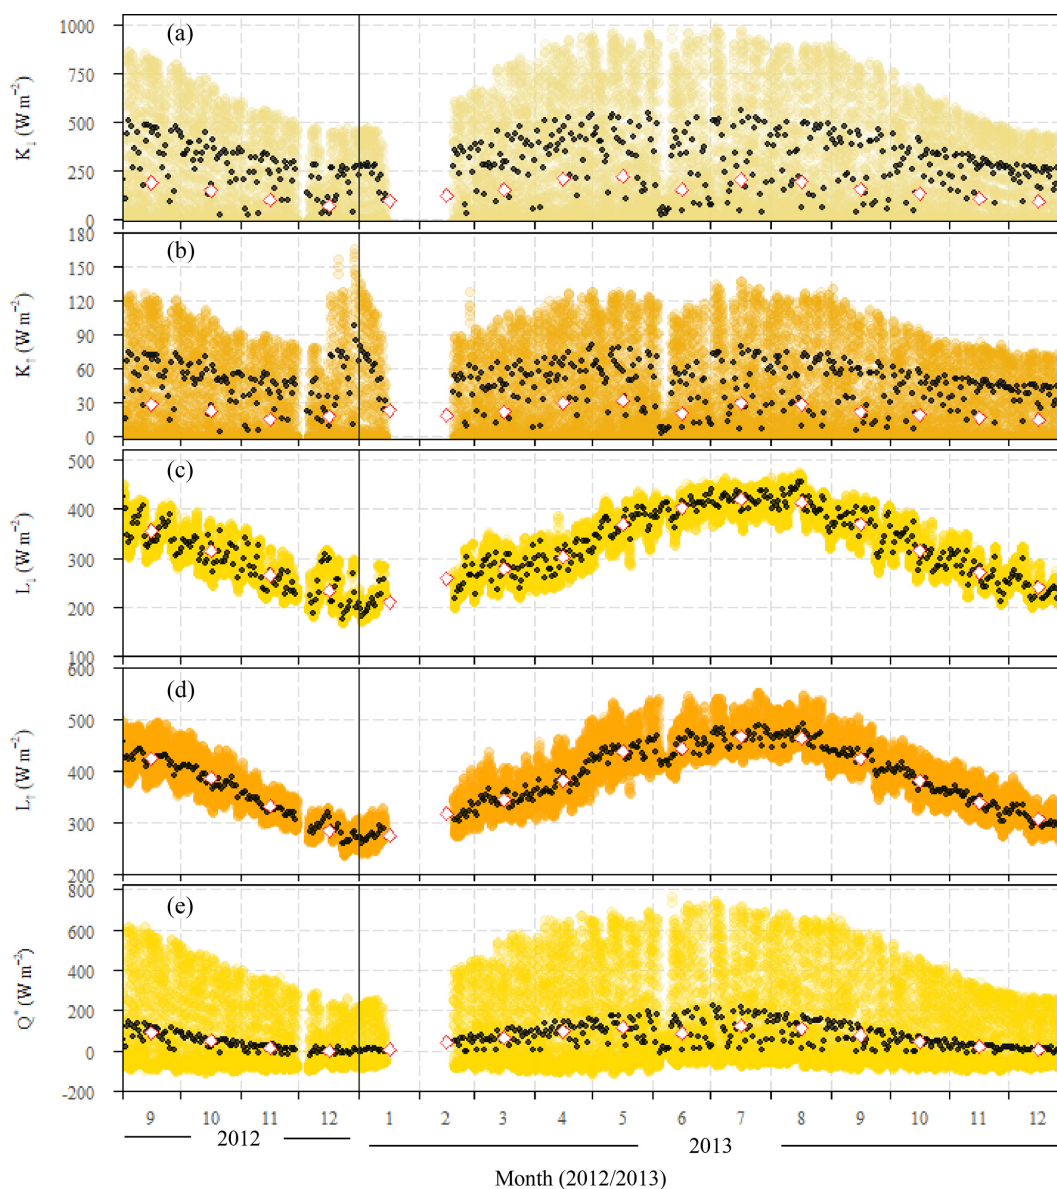 (a)
1000
750
500
250
0
K↓ (W m⁻²)
(b)
180
150
120
90
60
30
0
K↑ (W m⁻²)
(c)
500
400
300
200
100
L↓ (W m⁻²)
(d)
600
500
400
300
200
L↑ (W m⁻²)
(e)
800
600
400
200
0
-200
Q* (W m⁻²)
9 10 11 12 1 2 3 4 5 6 7 8 9 10 11 12
2012 2013
Month (2012/2013)